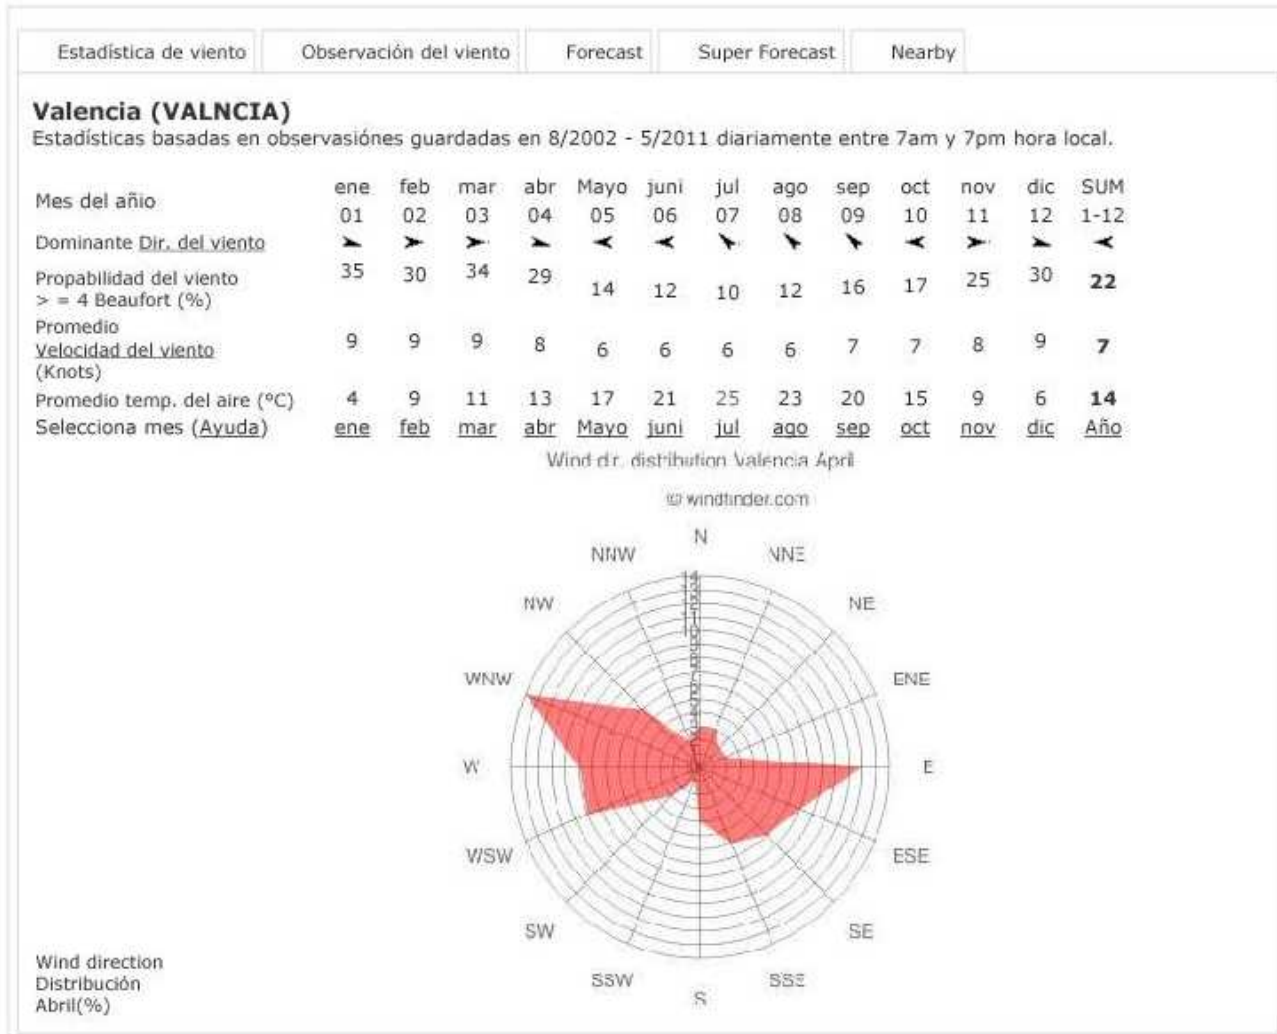 Estadística de viento Observación del viento Forecast Super Forecast Nearby
Valencia (VALNCIA)
Estadísticas basadas en observasiónes guardadas en 8/2002 - 5/2011 diariamente entre 7am y 7pm hora local.
Mes del añio ene feb mar abr Mayo juni jul ago sep oct nov dic SUM
01 02 03 04 05 06 07 08 09 10 11 12 1-12
Dominante Dir. del viento
Propabilidad del viento
> = 4 Beaufort (%) 35 30 34 29 14 12 10 12 16 17 25 30 22
Promedio
Velocidad del viento
(Knots) 9 9 9 8 6 6 6 6 7 7 8 9 7
Promedio temp. del aire (°C) 4 9 11 13 17 21 25 23 20 15 9 6 14
Selecciona mes (Ayuda) ene feb mar abr Mayo juni jul ago sep oct nov dic Año
Wind dir. distribution Valencia April
© windfinder.com
N
NNW NNE
NW NE
WNW ENE
W E
WSW ESE
SW SE
SSW SSE
S
Wind direction
Distribución
Abril(%)